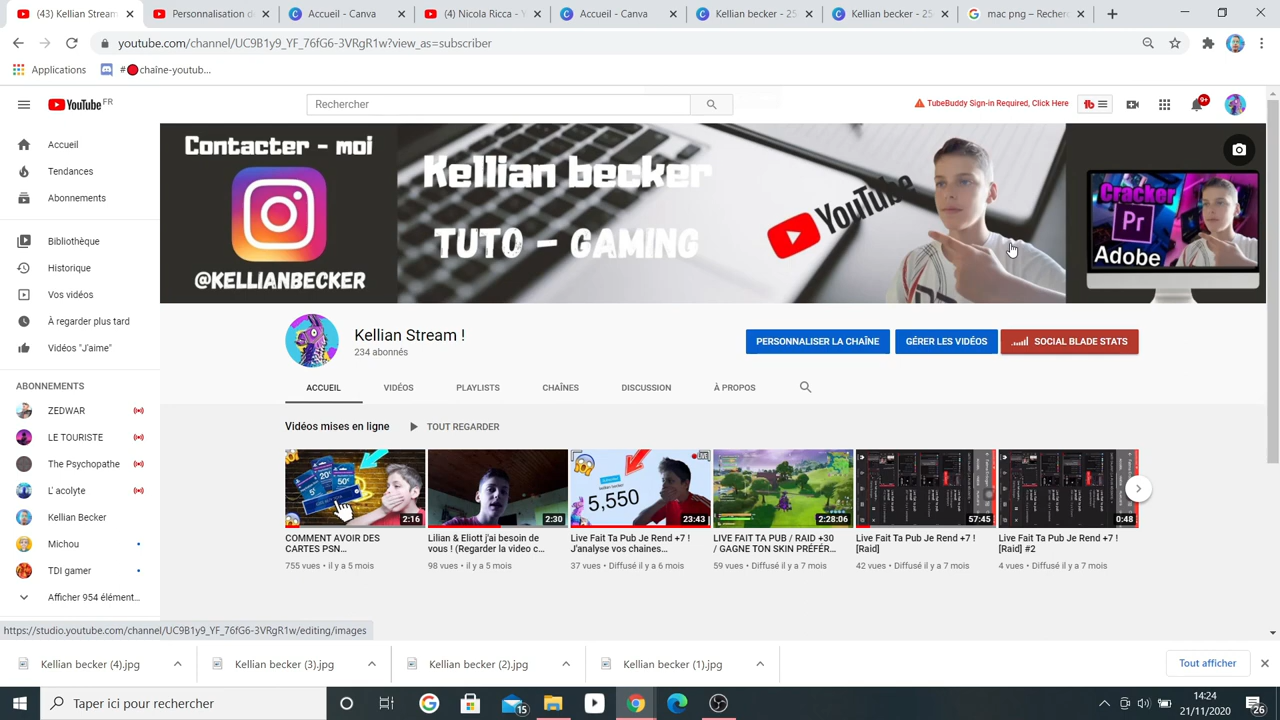 (43) Kellian Stream
Personnalisation d
Accueil - Canva
(4) Nicola Ricca - Y
Accueil - Canva
Kellian becker - 25
Kellian becker - 25
mac png – Recher
youtube.com/channel/UC9B1y9_YF_76fG6-3VRgR1w?view_as=subscriber
Applications
#🔴chaîne-youtub...
YouTube FR
Rechercher
TubeBuddy Sign-in Required, Click Here
tb
9+
Accueil
Tendances
Abonnements
Bibliothèque
Historique
Vos vidéos
À regarder plus tard
Vidéos "J'aime"
ABONNEMENTS
ZEDWAR
LE TOURISTE
The Psychopathe
L' acolyte
Kellian Becker
Michou
TDI gamer
Afficher 954 élément...
Contacter - moi
@KELLIANBECKER
Kellian becker
TUTO - GAMING
YouTube
Cracker
Pr
Adobe
Kellian Stream !
234 abonnés
PERSONNALISER LA CHAÎNE
GÉRER LES VIDÉOS
SOCIAL BLADE STATS
ACCUEIL
VIDÉOS
PLAYLISTS
CHAÎNES
DISCUSSION
À PROPOS
Vidéos mises en ligne
TOUT REGARDER
5
20
50€
2:16
2:30
5,550
23:43
2:28:06
57:45
0:48
COMMENT AVOIR DES
CARTES PSN...
755 vues • il y a 5 mois
Lilian & Eliott j'ai besoin de
vous ! (Regarder la video c...
98 vues • il y a 5 mois
Live Fait Ta Pub Je Rend +7 !
J'analyse vos chaines...
37 vues • Diffusé il y a 6 mois
LIVE FAIT TA PUB / RAID +30
/ GAGNE TON SKIN PRÉFÉR...
59 vues • Diffusé il y a 7 mois
Live Fait Ta Pub Je Rend +7 !
[Raid]
42 vues • Diffusé il y a 7 mois
Live Fait Ta Pub Je Rend +7 !
[Raid] #2
4 vues • Diffusé il y a 7 mois
https://studio.youtube.com/channel/UC9B1y9_YF_76fG6-3VRgR1w/editing/images
Kellian becker (4).jpg
Kellian becker (3).jpg
Kellian becker (2).jpg
Kellian becker (1).jpg
Tout afficher
Taper ici pour rechercher
15
14:24
21/11/2020
26